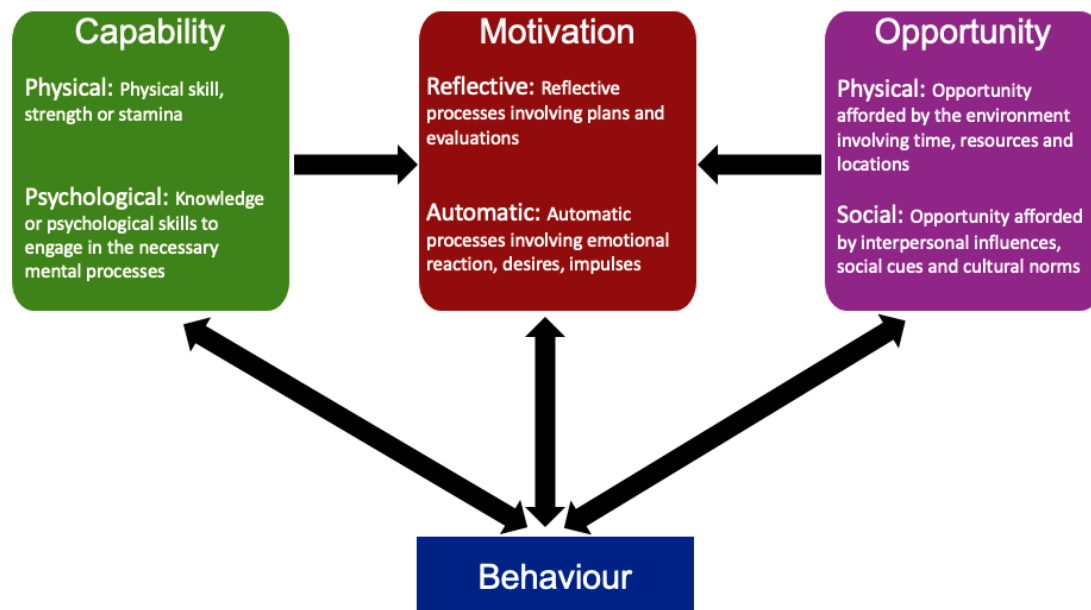 Capability
Physical: Physical skill,
strength or stamina
Psychological: Knowledge
or psychological skills to
engage in the necessary
mental processes
Motivation
Reflective: Reflective
processes involving plans and
evaluations
Automatic: Automatic
processes involving emotional
reaction, desires, impulses
Opportunity
Physical: Opportunity
afforded by the environment
involving time, resources and
locations
Social: Opportunity afforded
by interpersonal influences,
social cues and cultural norms
Behaviour